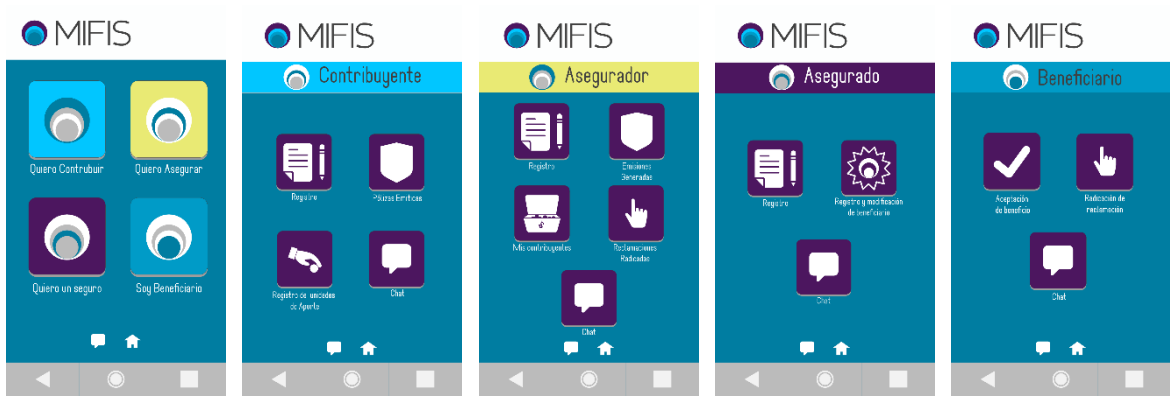 MIFIS
Quiero Contrubuir
Quiero Asegurar
Quiero un seguro
Soy Beneficiario
MIFIS
Contribuyente
Registro
Pólizas Emiticas
Registro de unidades
de Aporte
Chat
MIFIS
Asegurador
Registro
Emisiones
Generadas
Mis contribuyentes
Reclamaciones
Radicadas
Chat
MIFIS
Asegurado
Registro
Registro y modificación
de beneficiario
Chat
MIFIS
Beneficiario
Aceptación
de beneficio
Radicación de
reclamación
Chat